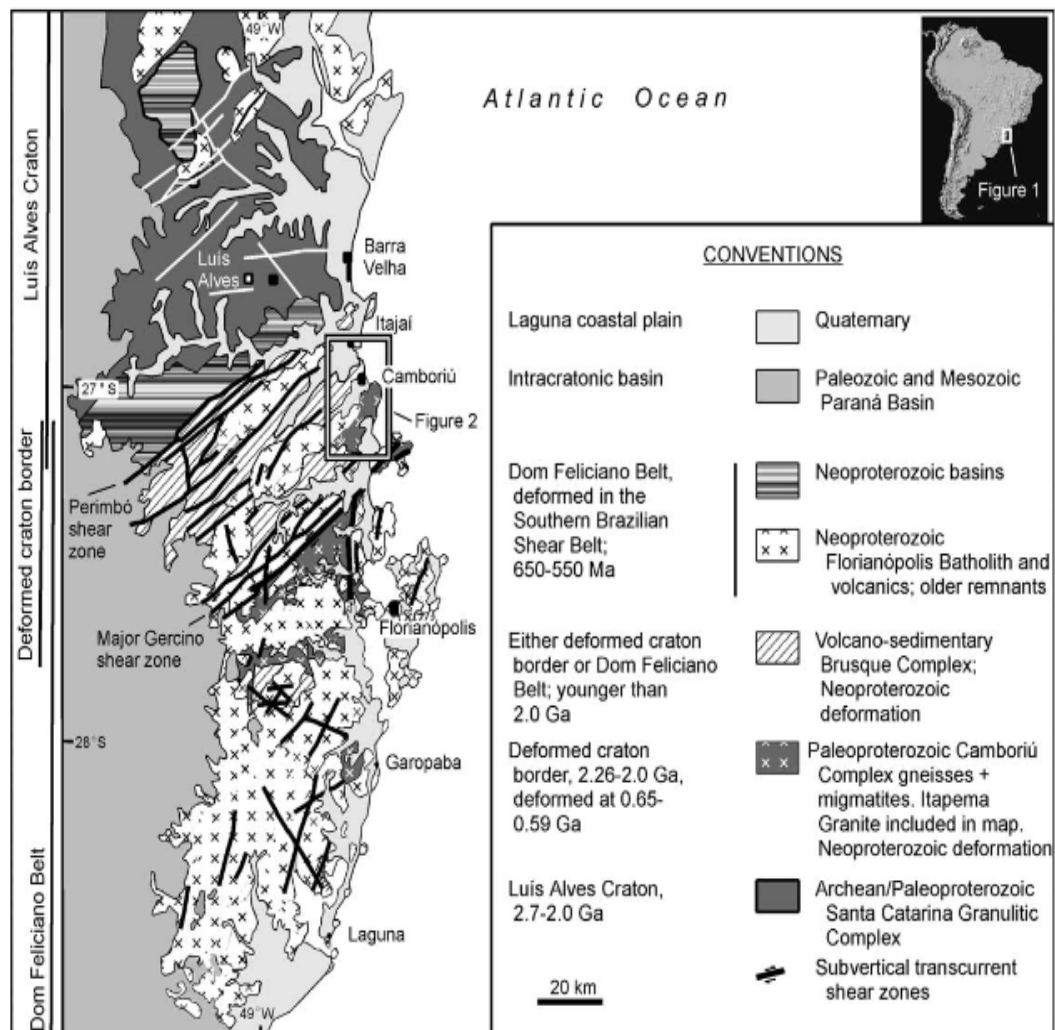 49°W
Atlantic Ocean
Figure 1
Luís Alves Craton
Luís
Alves
Barra
Velha
Itajaí
27°S
Camboriú
Figure 2
Deformed craton border
Perimbó
shear
zone
Major Gercino
shear zone
Florianópolis
28°S
Garopaba
Dom Feliciano Belt
Laguna
49°W
CONVENTIONS
Laguna coastal plain
Quaternary
Intracratonic basin
Paleozoic and Mesozoic
Paraná Basin
Dom Feliciano Belt,
deformed in the
Southern Brazilian
Shear Belt;
650-550 Ma
Neoproterozoic basins
Neoproterozoic
Florianópolis Batholith and
volcanics; older remnants
Either deformed craton
border or Dom Feliciano
Belt; younger than
2.0 Ga
Volcano-sedimentary
Brusque Complex;
Neoproterozoic
deformation
Deformed craton
border, 2.26-2.0 Ga,
deformed at 0.65-
0.59 Ga
Paleoproterozoic Camboriú
Complex gneisses +
migmatites. Itapema
Granite included in map.
Neoproterozoic deformation
Luís Alves Craton,
2.7-2.0 Ga
Archean/Paleoproterozoic
Santa Catarina Granulitic
Complex
20 km
Subvertical transcurrent
shear zones